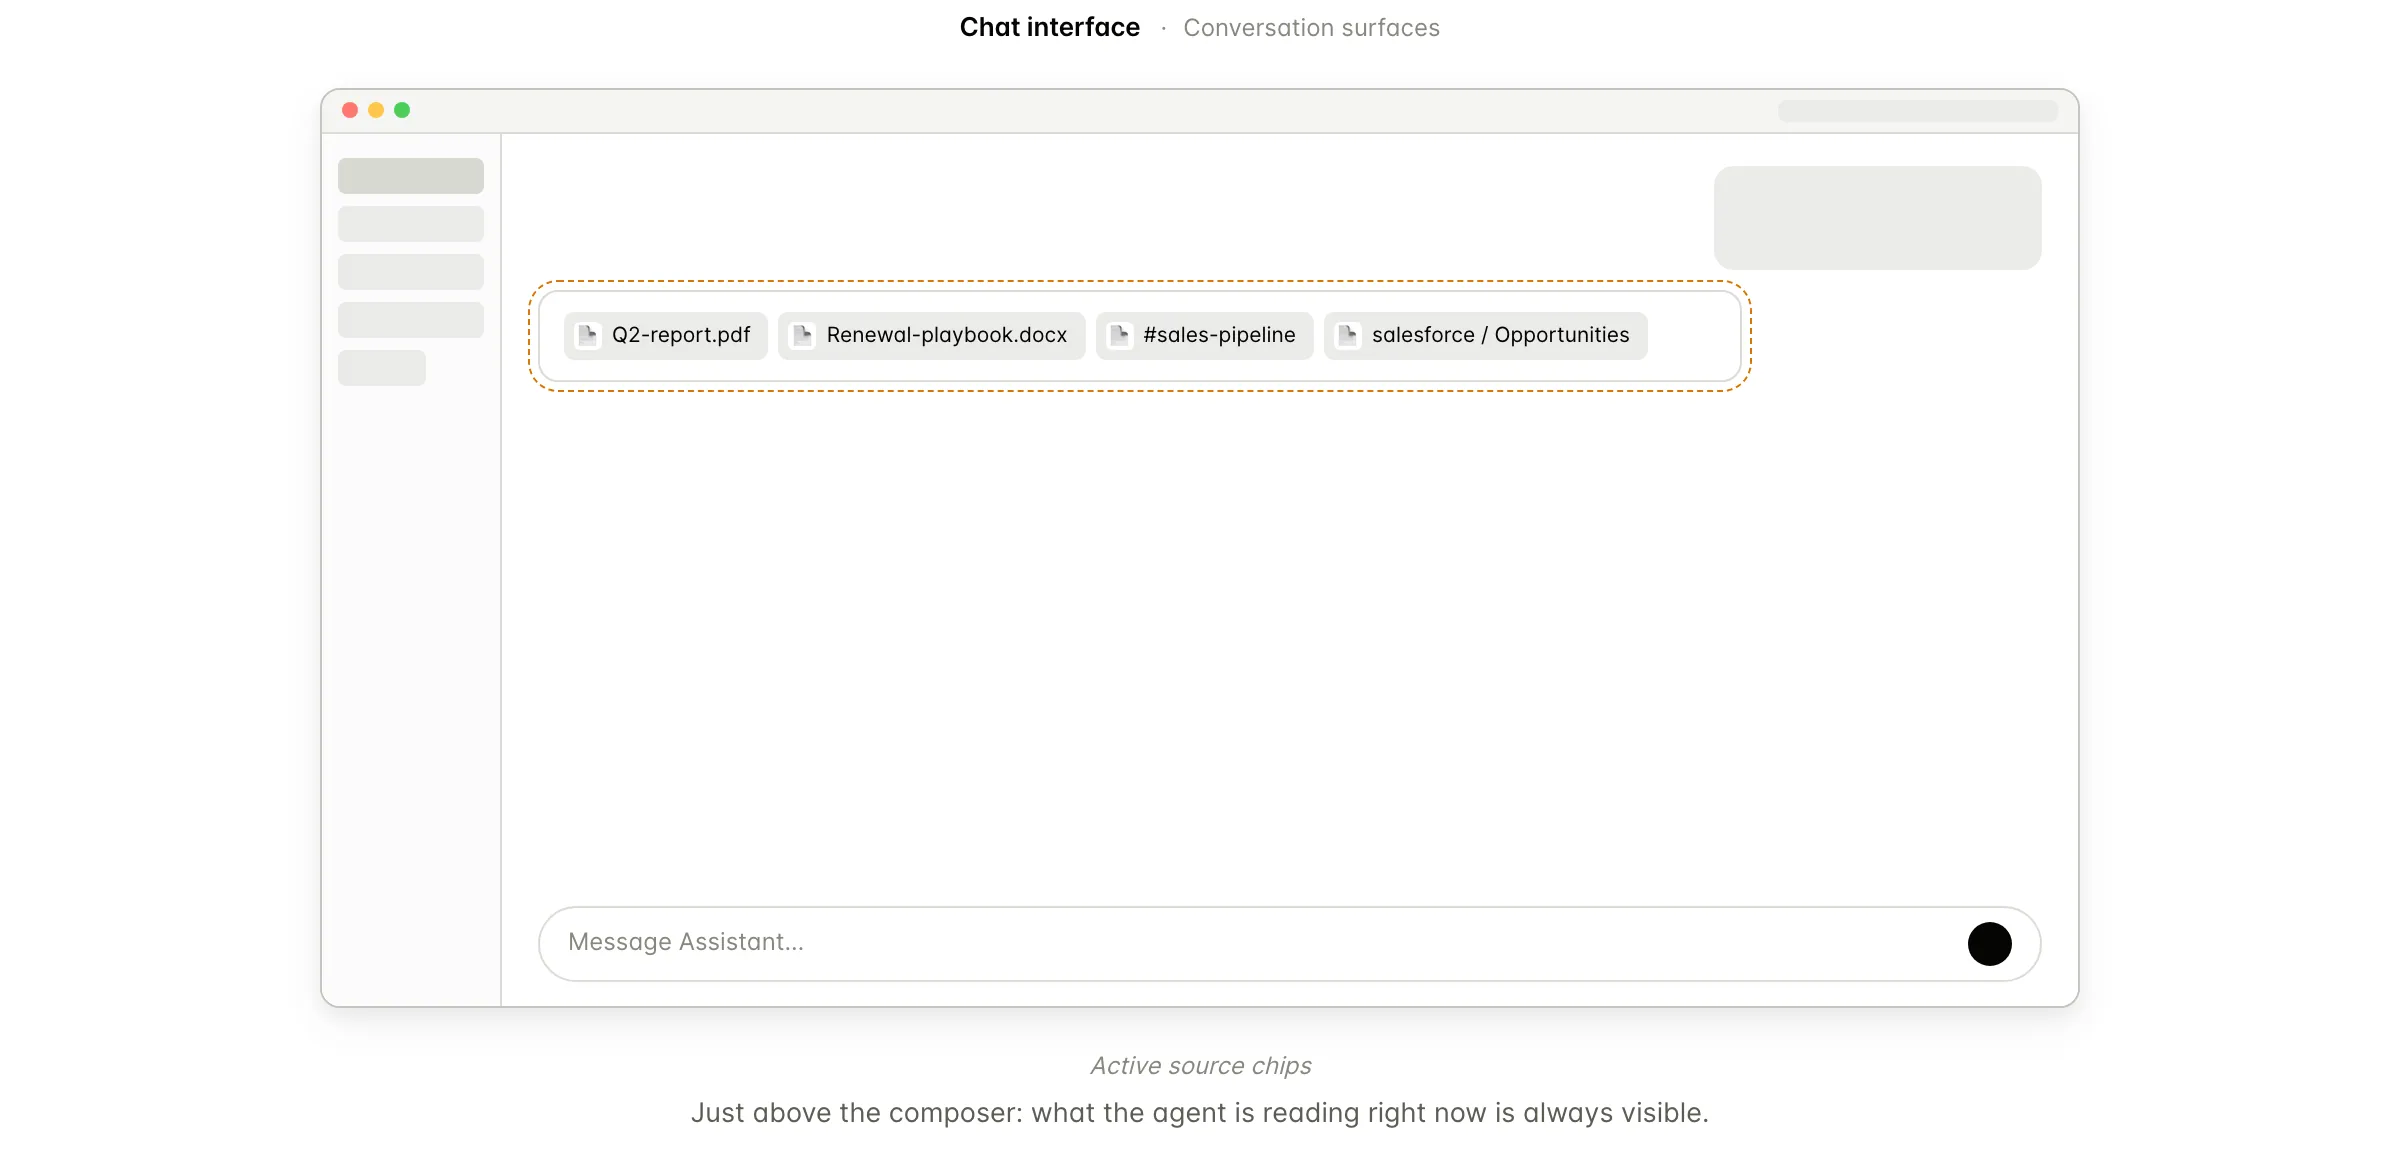 Chat interface · Conversation surfaces
Q2-report.pdf Renewal-playbook.docx #sales-pipeline salesforce / Opportunities
Message Assistant...
Active source chips
Just above the composer: what the agent is reading right now is always visible.